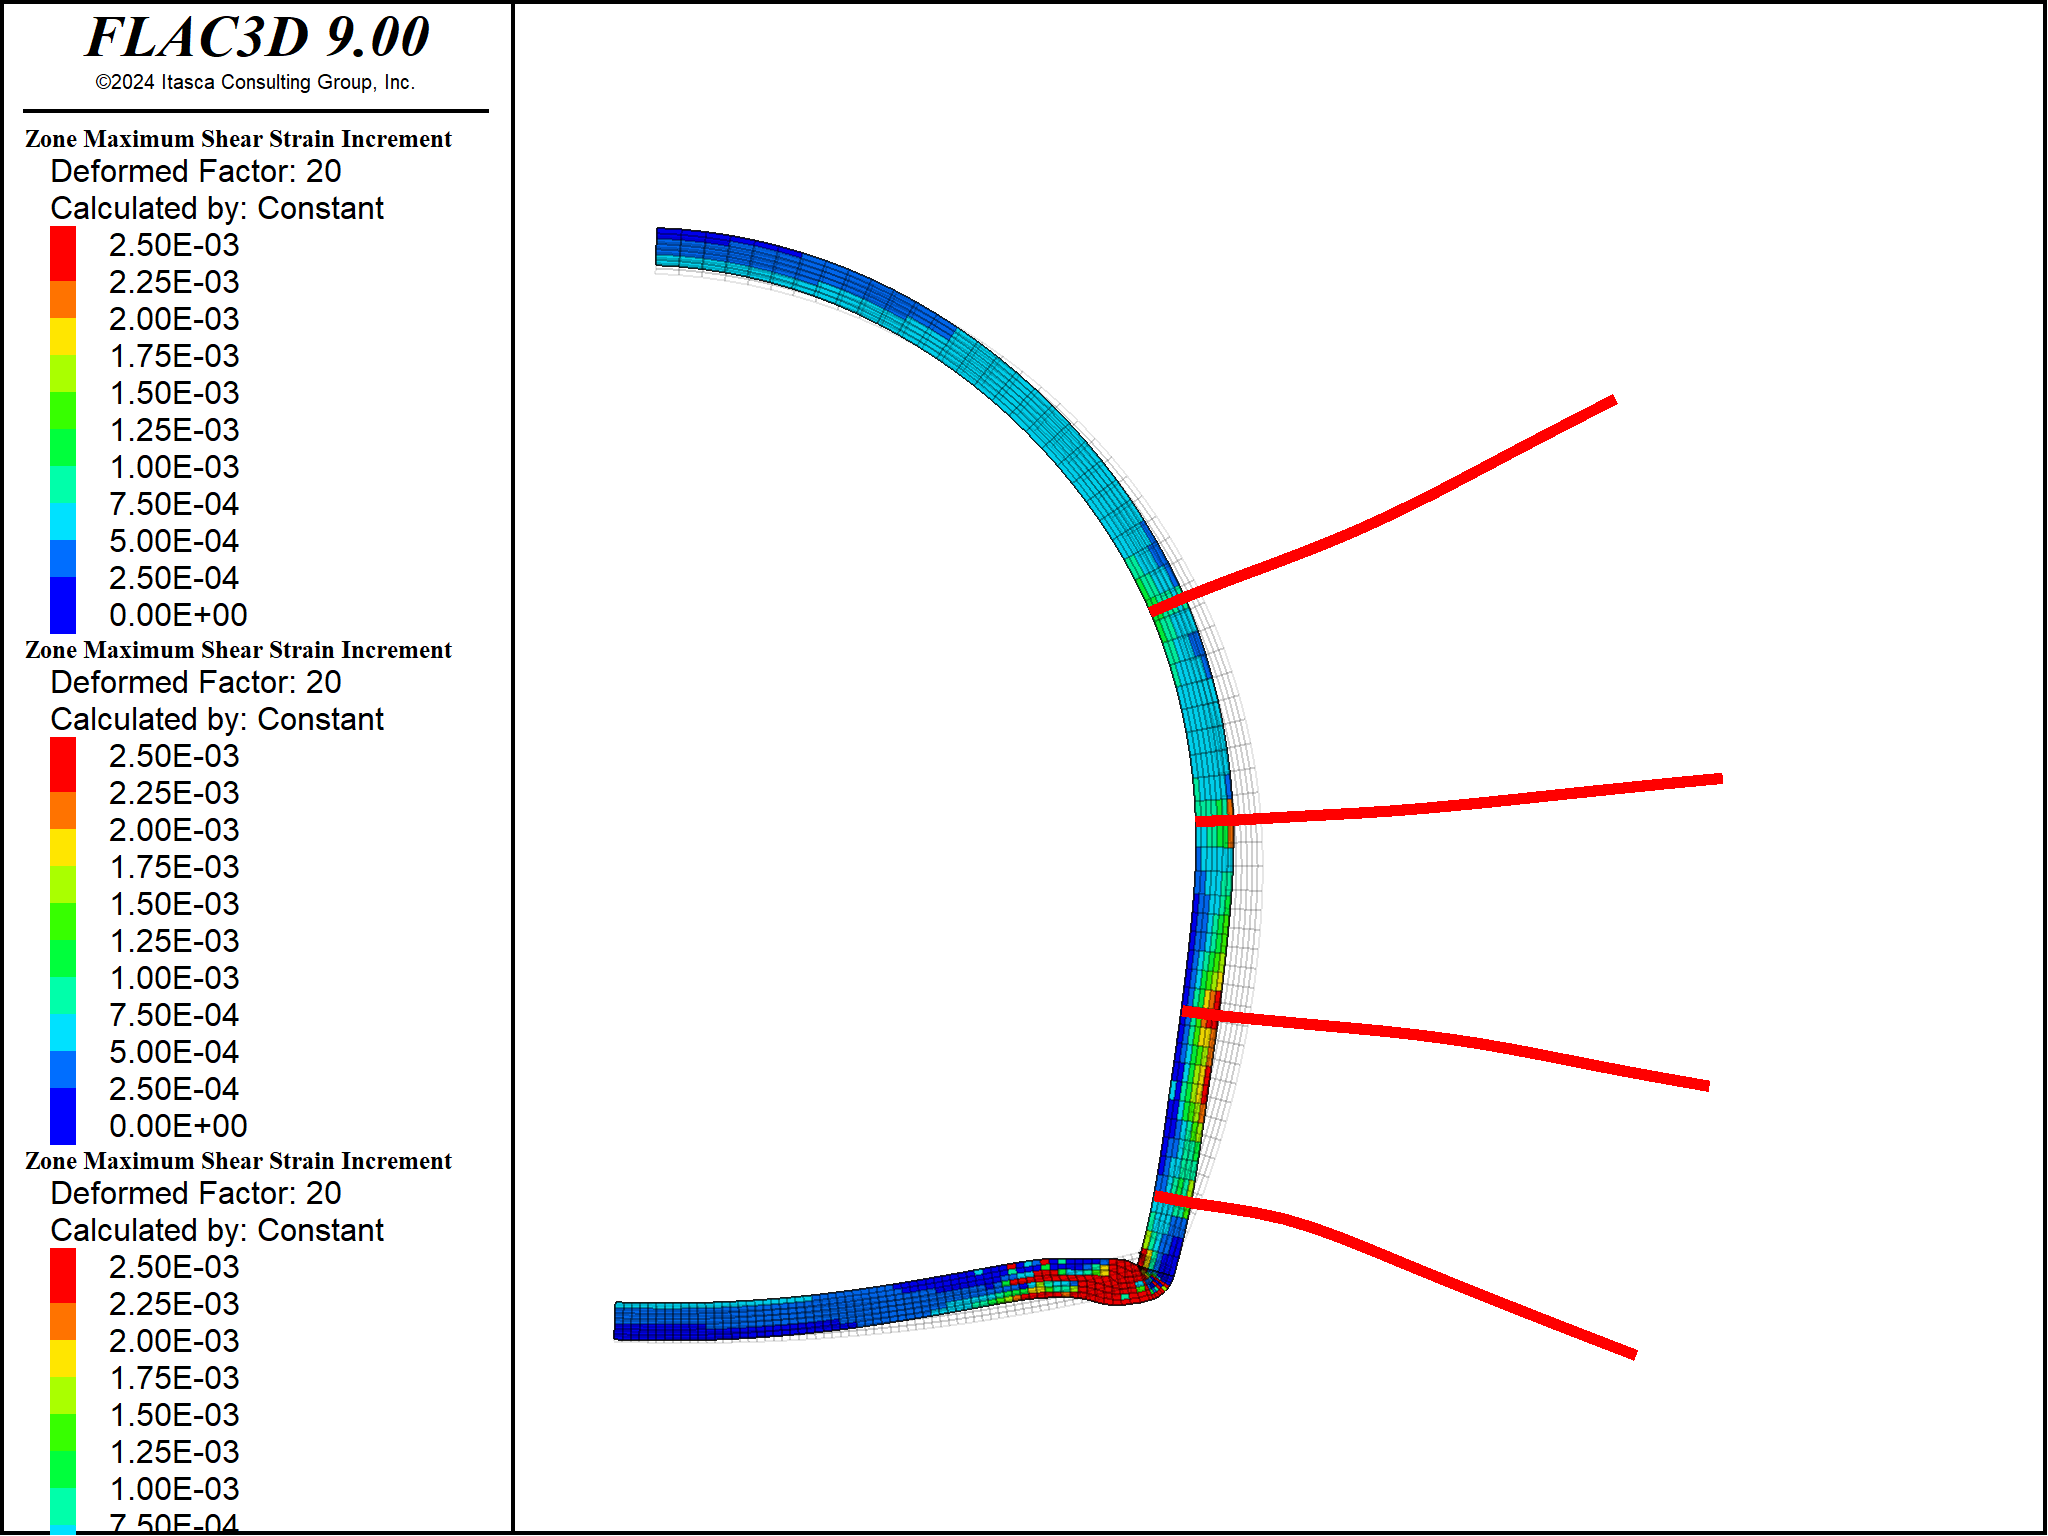 FLAC3D 9.00
©2024 Itasca Consulting Group, Inc.
Zone Maximum Shear Strain Increment
Deformed Factor: 20
Calculated by: Constant
2.50E-03
2.25E-03
2.00E-03
1.75E-03
1.50E-03
1.25E-03
1.00E-03
7.50E-04
5.00E-04
2.50E-04
0.00E+00
Zone Maximum Shear Strain Increment
Deformed Factor: 20
Calculated by: Constant
2.50E-03
2.25E-03
2.00E-03
1.75E-03
1.50E-03
1.25E-03
1.00E-03
7.50E-04
5.00E-04
2.50E-04
0.00E+00
Zone Maximum Shear Strain Increment
Deformed Factor: 20
Calculated by: Constant
2.50E-03
2.25E-03
2.00E-03
1.75E-03
1.50E-03
1.25E-03
1.00E-03
7.50E-04